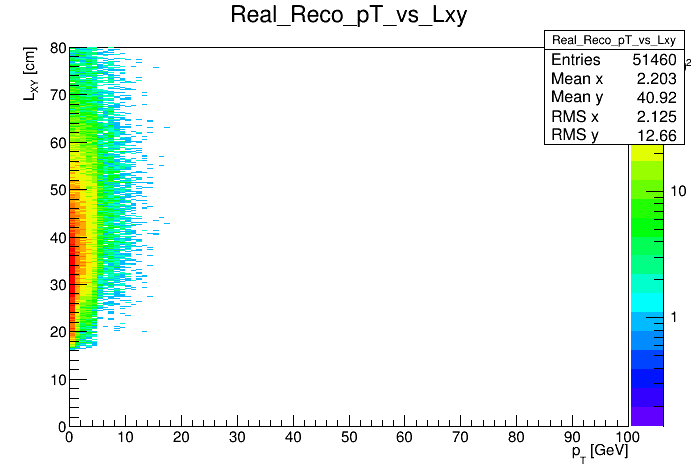 Real_Reco_pT_vs_Lxy
Real_Reco_pT_vs_Lxy
Entries 51460
Mean x 2.203
Mean y 40.92
RMS x 2.125
RMS y 12.66
L_XY [cm]
80
70
60
50
40
30
20
10
0
0 10 20 30 40 50 60 70 80 90 100
p_T [GeV]
2
10
1